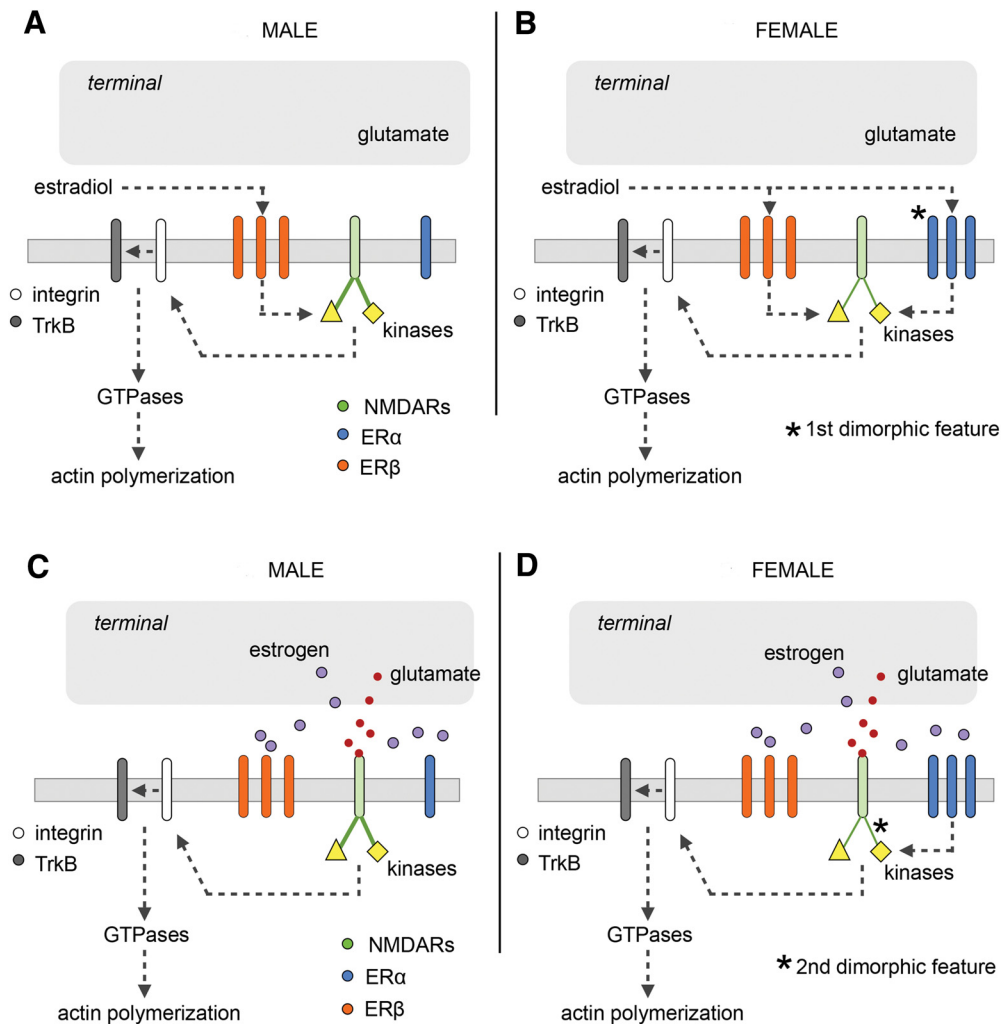 A
MALE
terminal
glutamate
estradiol
integrin
TrkB
kinases
GTPases
actin polymerization
NMDARs
ERα
ERβ
B
FEMALE
terminal
glutamate
estradiol
integrin
TrkB
kinases
GTPases
actin polymerization
* 1st dimorphic feature
C
MALE
terminal
estrogen
glutamate
integrin
TrkB
kinases
GTPases
actin polymerization
NMDARs
ERα
ERβ
D
FEMALE
terminal
estrogen
glutamate
integrin
TrkB
*
kinases
GTPases
actin polymerization
* 2nd dimorphic feature